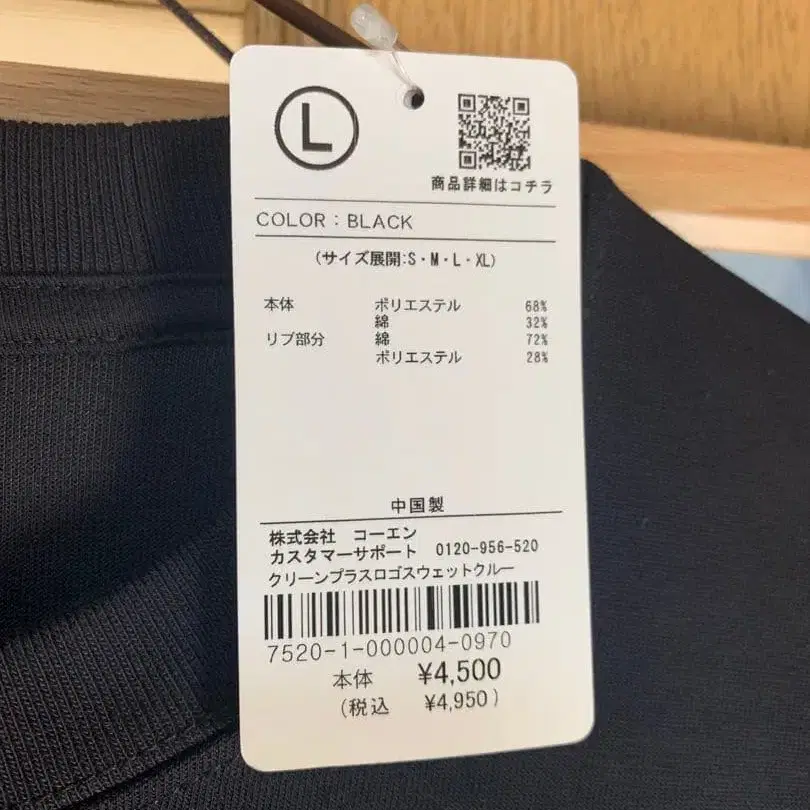 L
商品詳細はコチラ
COLOR：BLACK
（サイズ展開:S・M・L・XL）
本体 ポリエステル 68%
綿 32%
リブ部分 綿 72%
ポリエステル 28%
中国製
株式会社 コーエン
カスタマーサポート 0120-956-520
クリーンプラスロゴスウェットクルー
7520-1-000004-0970
本体 ¥4,500
（税込 ¥4,950）